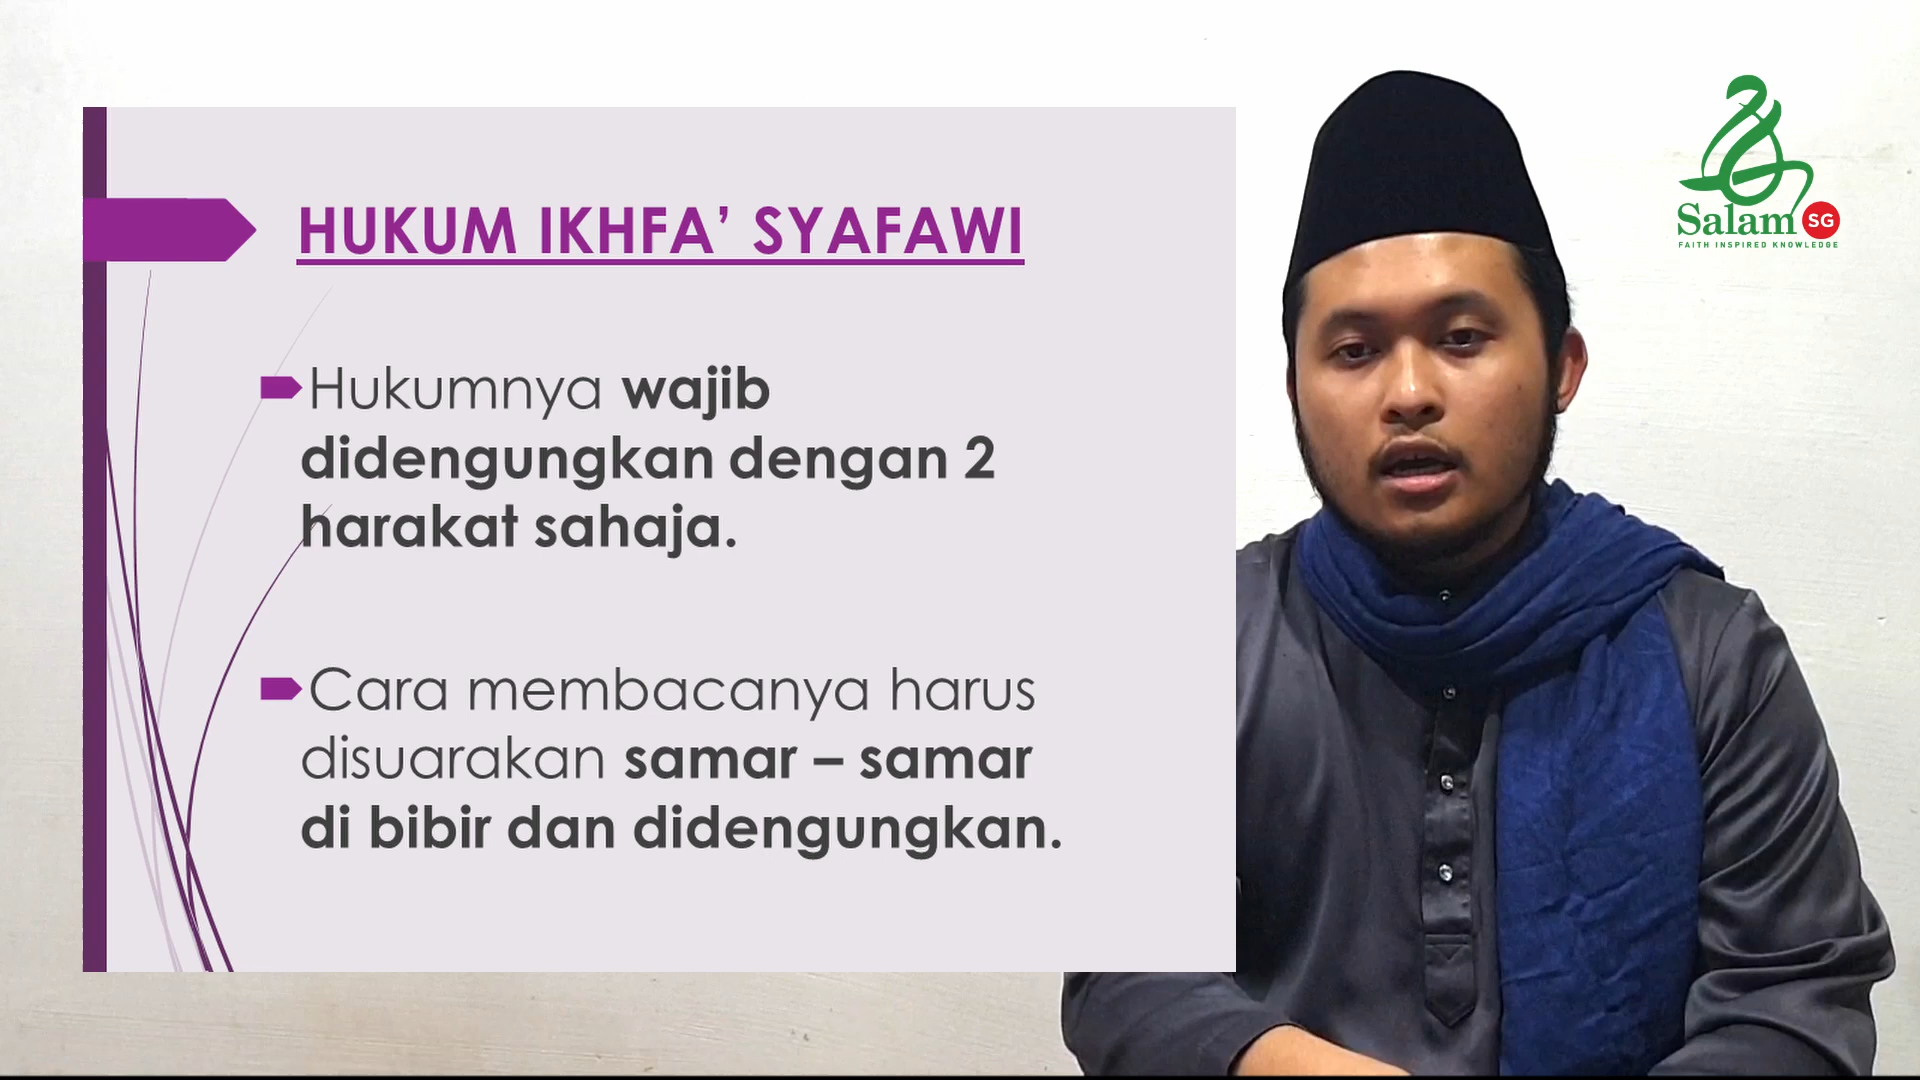 HUKUM IKHFA’ SYAFAWI
Hukumnya wajib
didengungkan dengan 2
harakat sahaja.
Cara membacanya harus
disuarakan samar – samar
di bibir dan didengungkan.
Salam SG
FAITH INSPIRED KNOWLEDGE